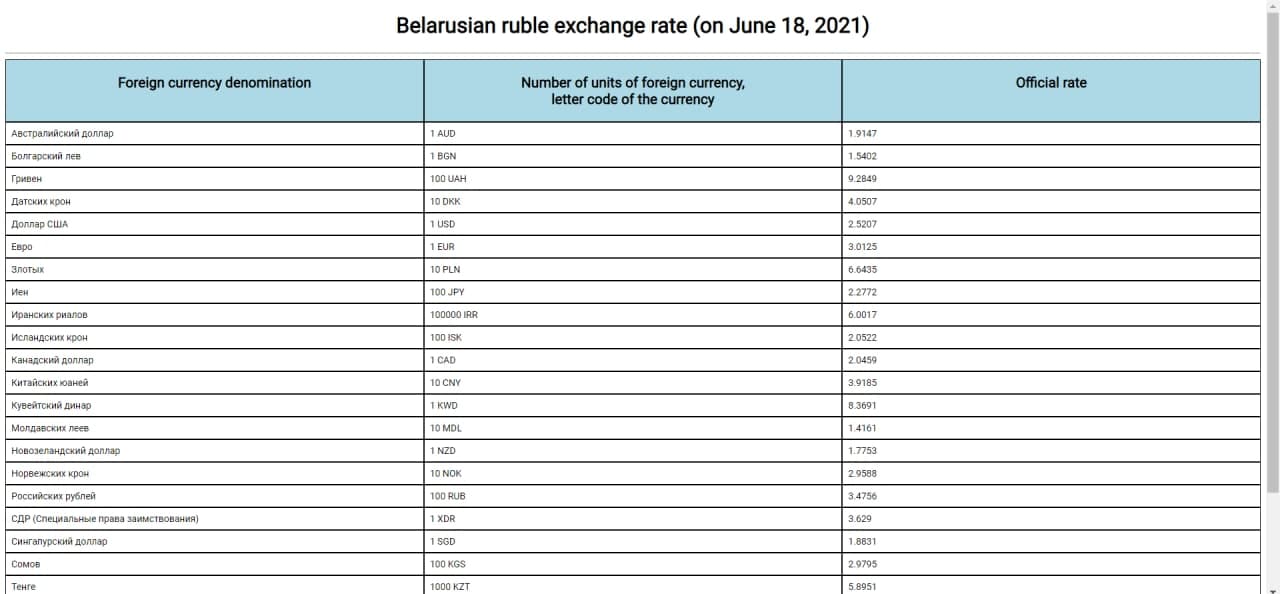 Belarusian ruble exchange rate (on June 18, 2021)
Foreign currency denomination
Number of units of foreign currency,
letter code of the currency
Official rate
Австралийский доллар 1 AUD 1.9147
Болгарский лев 1 BGN 1.5402
Гривен 100 UAH 9.2849
Датских крон 10 DKK 4.0507
Доллар США 1 USD 2.5207
Евро 1 EUR 3.0125
Злотых 10 PLN 6.6435
Иен 100 JPY 2.2772
Иранских риалов 100000 IRR 6.0017
Исландских крон 100 ISK 2.0522
Канадский доллар 1 CAD 2.0459
Китайских юаней 10 CNY 3.9185
Кувейтский динар 1 KWD 8.3691
Молдавских леев 10 MDL 1.4161
Новозеландский доллар 1 NZD 1.7753
Норвежских крон 10 NOK 2.9588
Российских рублей 100 RUB 3.4756
СДР (Специальные права заимствования) 1 XDR 3.629
Сингапурcкий доллар 1 SGD 1.8831
Сомов 100 KGS 2.9795
Тенге 1000 KZT 5.8951